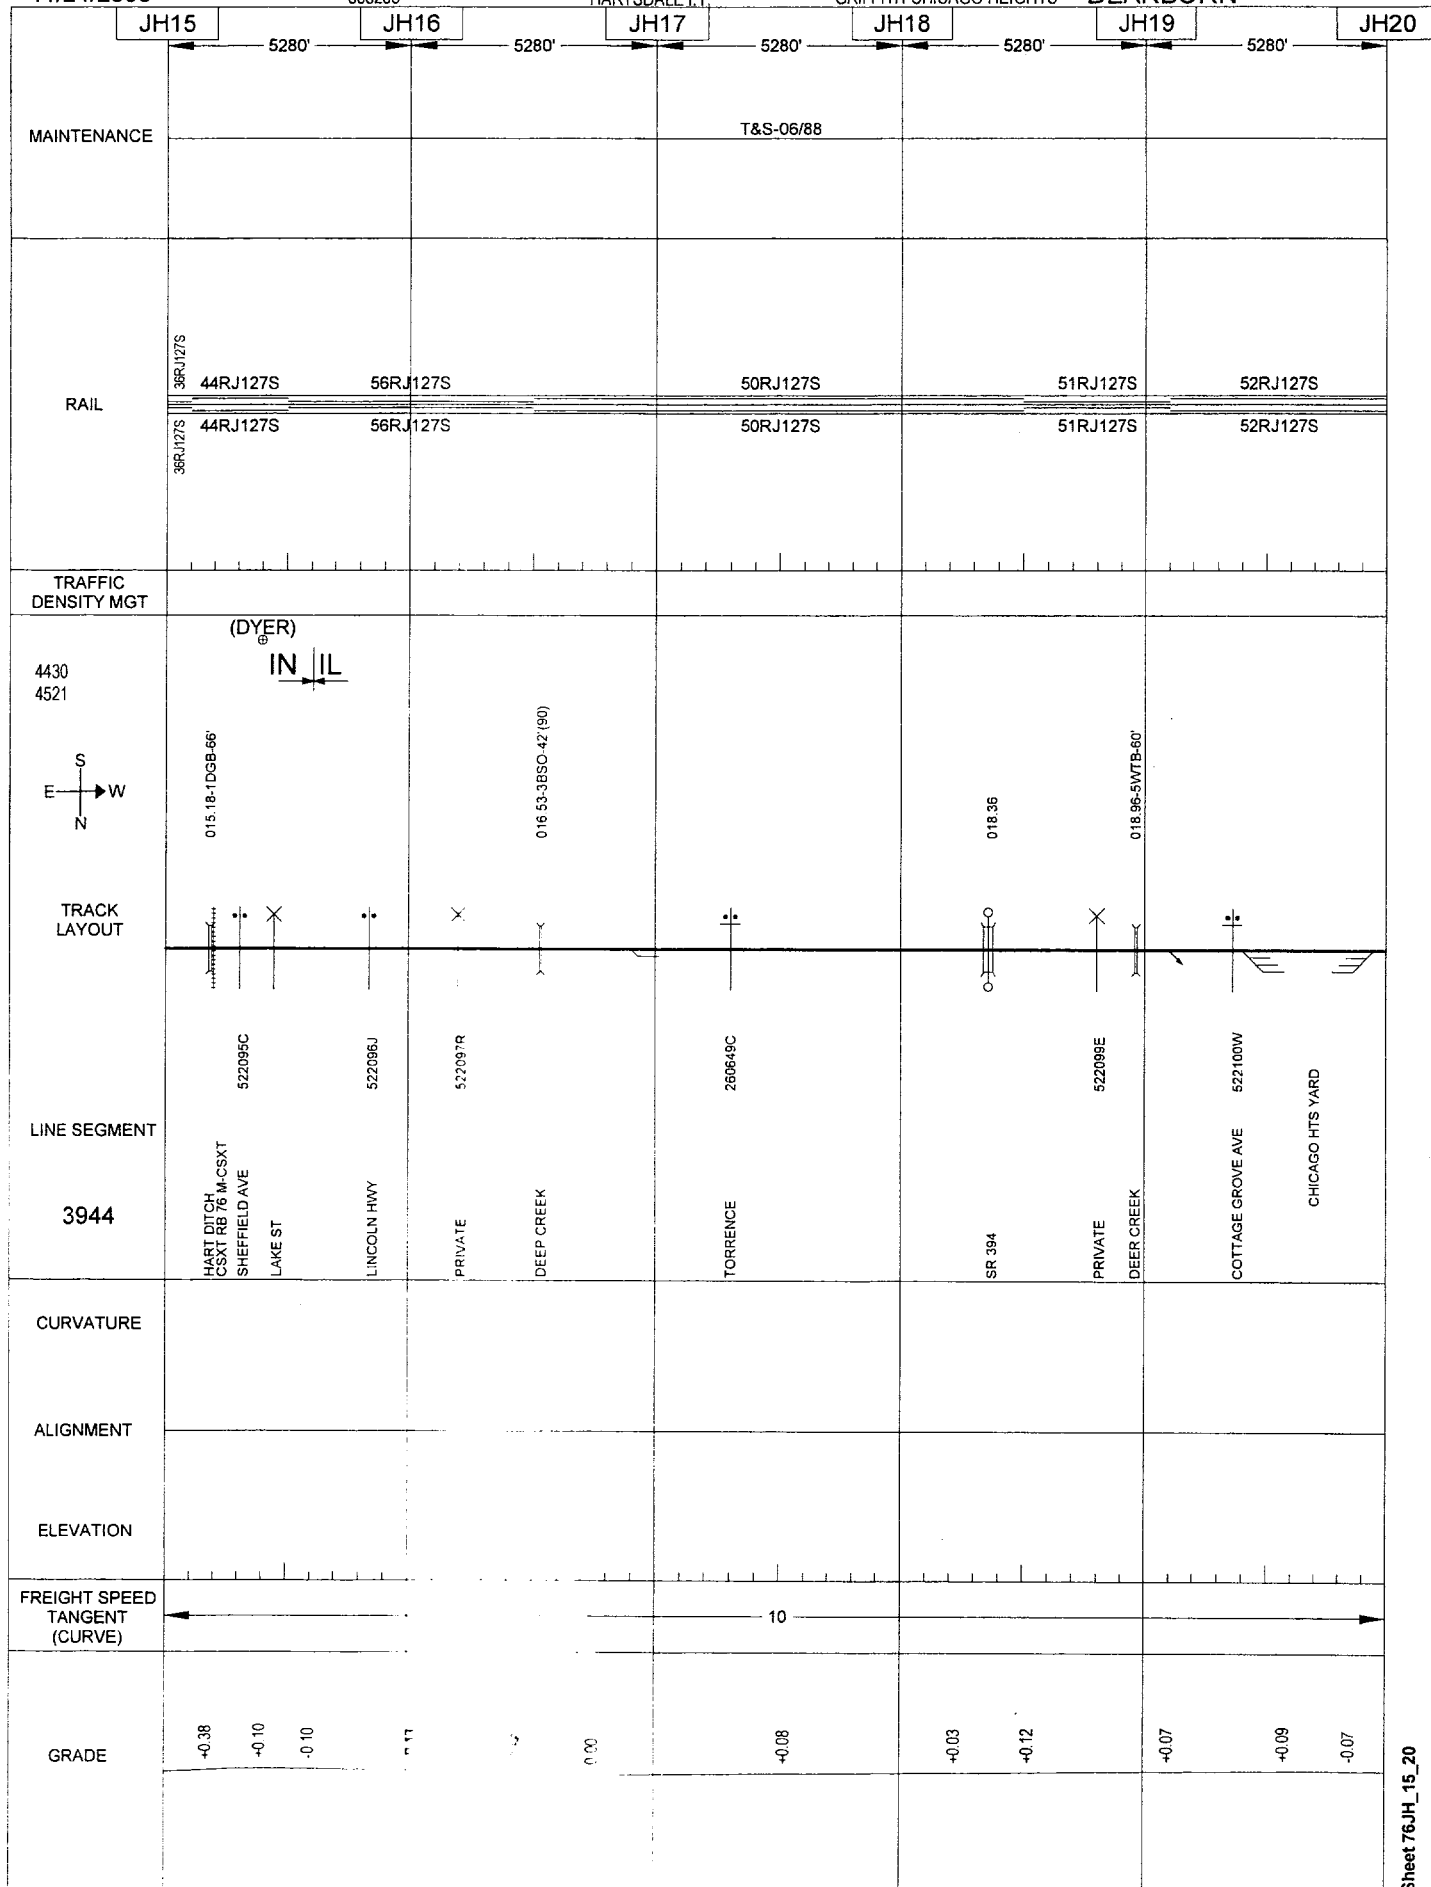 JH15 JH16 JH17 JH18 JH19 JH20
5280' 5280' 5280' 5280' 5280'
MAINTENANCE
T&S-06/88
RAIL
36RJ127S 44RJ127S 56RJ127S 50RJ127S 51RJ127S 52RJ127S
36RJ127S 44RJ127S 56RJ127S 50RJ127S 51RJ127S 52RJ127S
TRAFFIC
DENSITY MGT
(DYER)
IN IL
4430
4521
S
E W
N
015.18-1DGB-66'
016.53-3BSO-42'(90)
018.36
018.96-5WTB-60'
TRACK
LAYOUT
522095C
522096J
522097R
260649C
522099E
522100W
LINE SEGMENT
3944
HART DITCH
CSXT RB 76 M-CSXT
SHEFFIELD AVE
LAKE ST
LINCOLN HWY
PRIVATE
DEEP CREEK
TORRENCE
SR 394
PRIVATE
DEER CREEK
COTTAGE GROVE AVE
CHICAGO HTS YARD
CURVATURE
ALIGNMENT
ELEVATION
FREIGHT SPEED
TANGENT
(CURVE)
10
GRADE
+0.38 +0.10 -0.10 0.00 +0.08 +0.03 +0.12 +0.07 +0.09 -0.07
Sheet 76JH_15_20